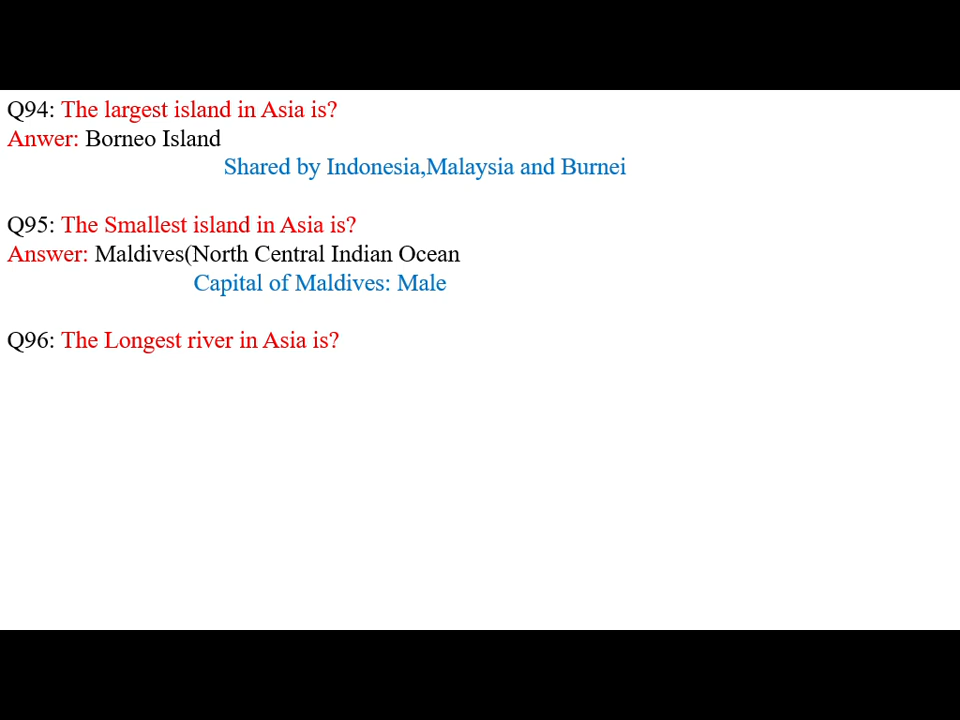 Q94: The largest island in Asia is?
Anwer: Borneo Island
Shared by Indonesia,Malaysia and Burnei
Q95: The Smallest island in Asia is?
Answer: Maldives(North Central Indian Ocean
Capital of Maldives: Male
Q96: The Longest river in Asia is?